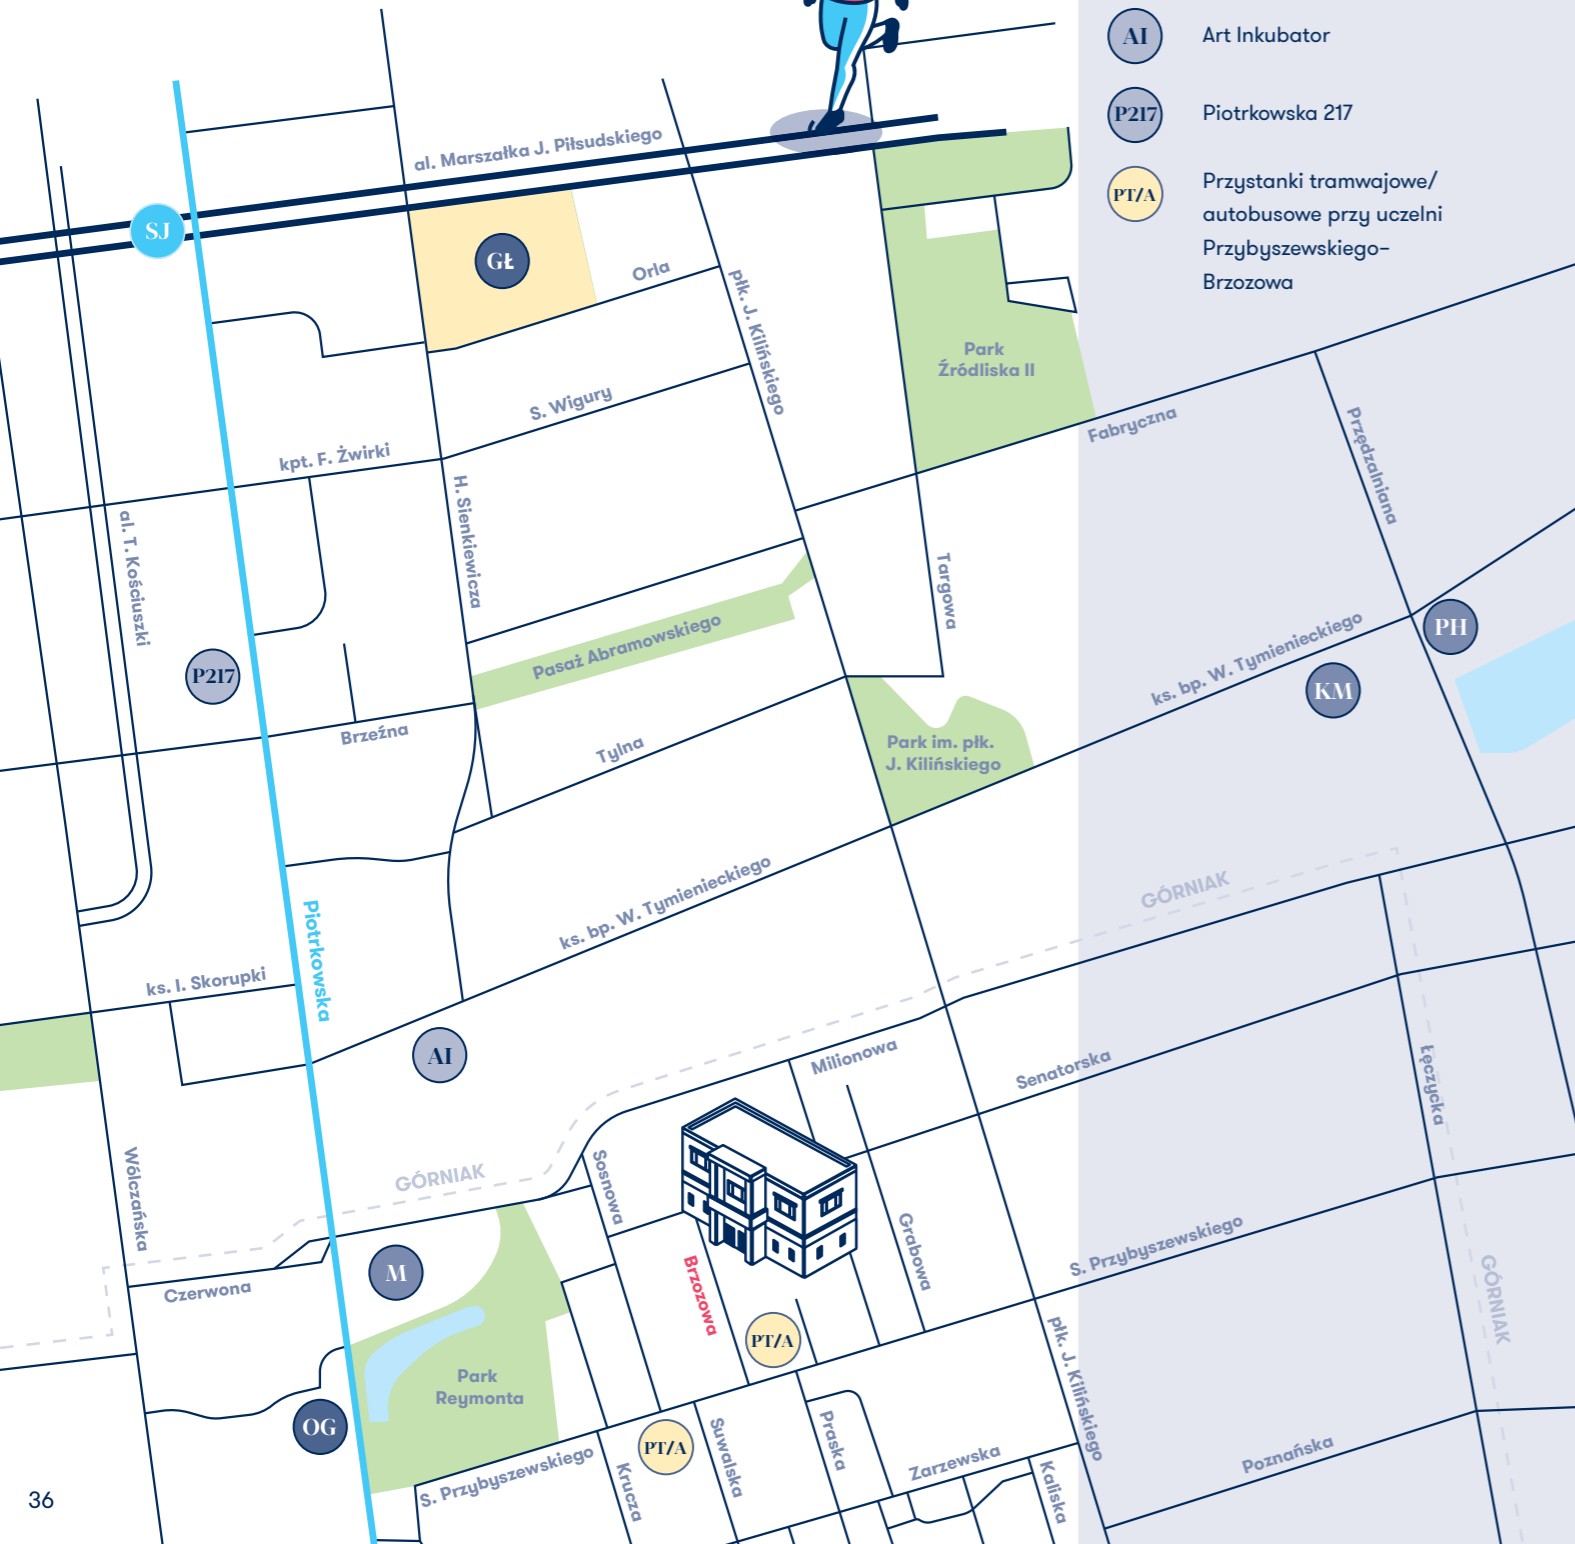 AI
Art Inkubator
P217
Piotrkowska 217
PT/A
Przystanki tramwajowe/
autobusowe przy uczelni
Przybyszewskiego–
Brzozowa
al. Marszałka J. Piłsudskiego
SJ
GŁ
Orla
płk. J. Kilińskiego
Park
Źródliska II
S. Wigury
Fabryczna
Przędzalniana
kpt. F. Żwirki
H. Sienkiewicza
al. T. Kościuszki
Targowa
Pasaż Abramowskiego
ks. bp. W. Tymienieckiego
PH
P217
KM
Brzeźna
Tylna
Park im. płk.
J. Kilińskiego
ks. bp. W. Tymienieckiego
GÓRNIAK
Piotrkowska
ks. I. Skorupki
AI
Milionowa
Senatorska
Łęczycka
Wólczańska
GÓRNIAK
Sosnowa
Grabowa
S. Przybyszewskiego
Czerwona
M
Brzozowa
PT/A
GÓRNIAK
płk. J. Kilińskiego
Park
Reymonta
OG
PT/A
Suwalska
Praska
Poznańska
S. Przybyszewskiego
Krucza
Zarzewska
Kaliska
36